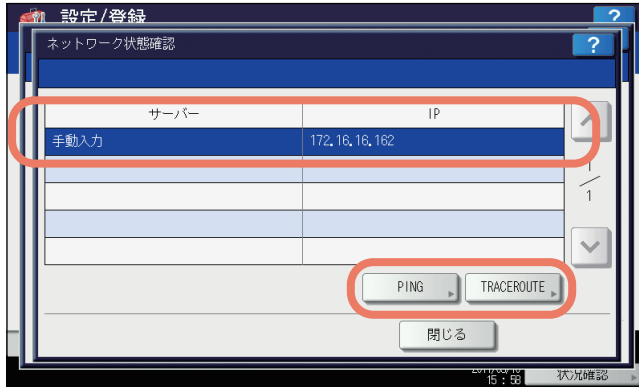 設定/登録
?
ネットワーク状態確認
?
サーバー IP
手動入力 172.16.16.162
1
1
PING TRACEROUTE
閉じる
15:58 状況確認